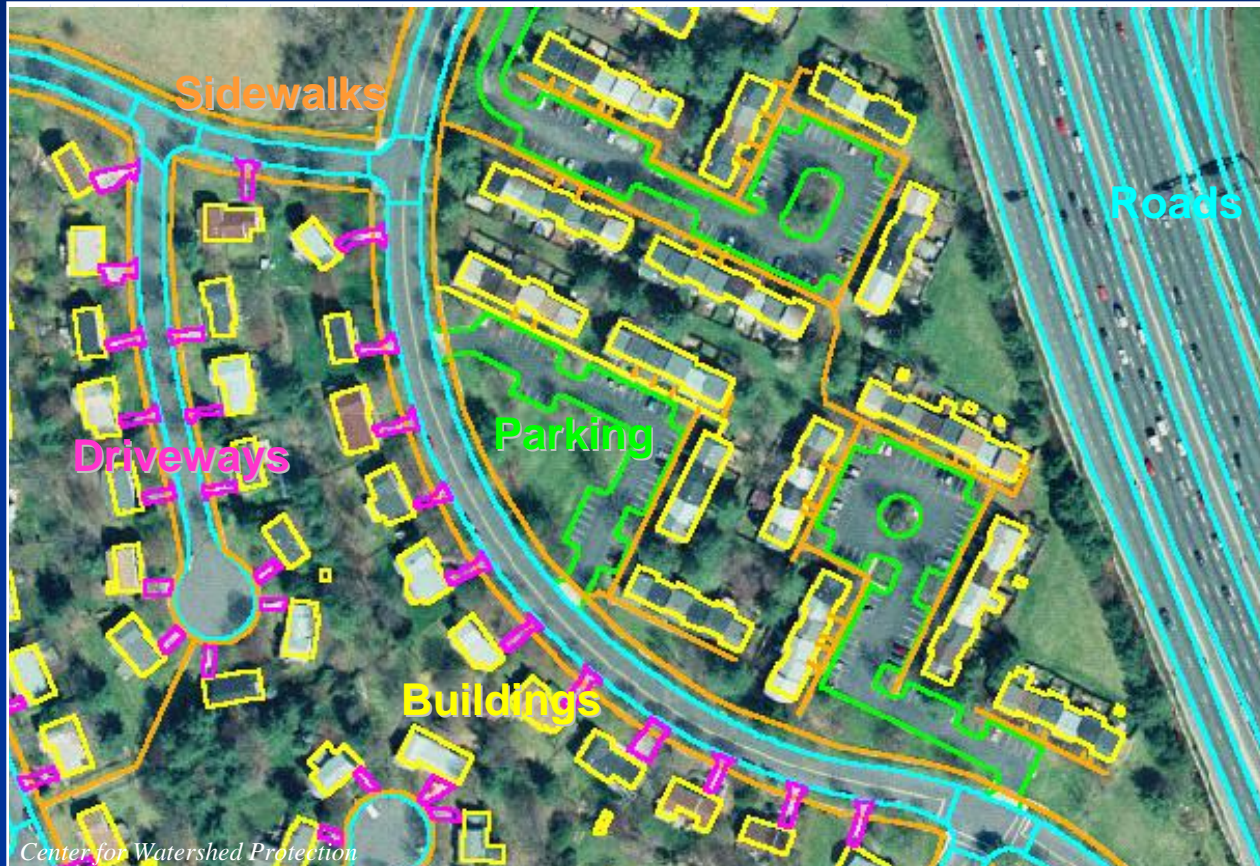 Sidewalks
Roads
Parking
Driveways
Buildings
Center for Watershed Protection